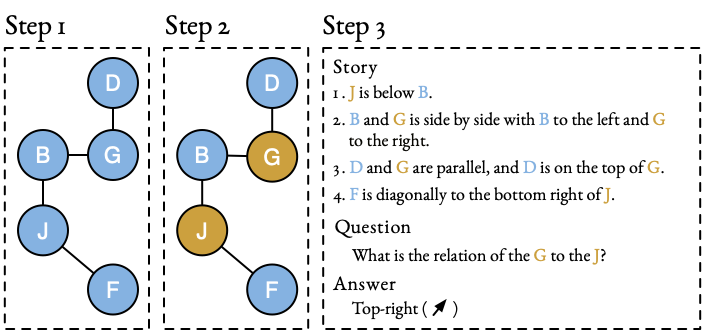 Step 1
Step 2
Step 3
D
B
G
J
F
D
B
G
J
F
Story
1. J is below B.
2. B and G is side by side with B to the left and G
to the right.
3. D and G are parallel, and D is on the top of G.
4. F is diagonally to the bottom right of J.
Question
What is the relation of the G to the J?
Answer
Top-right (⬈)